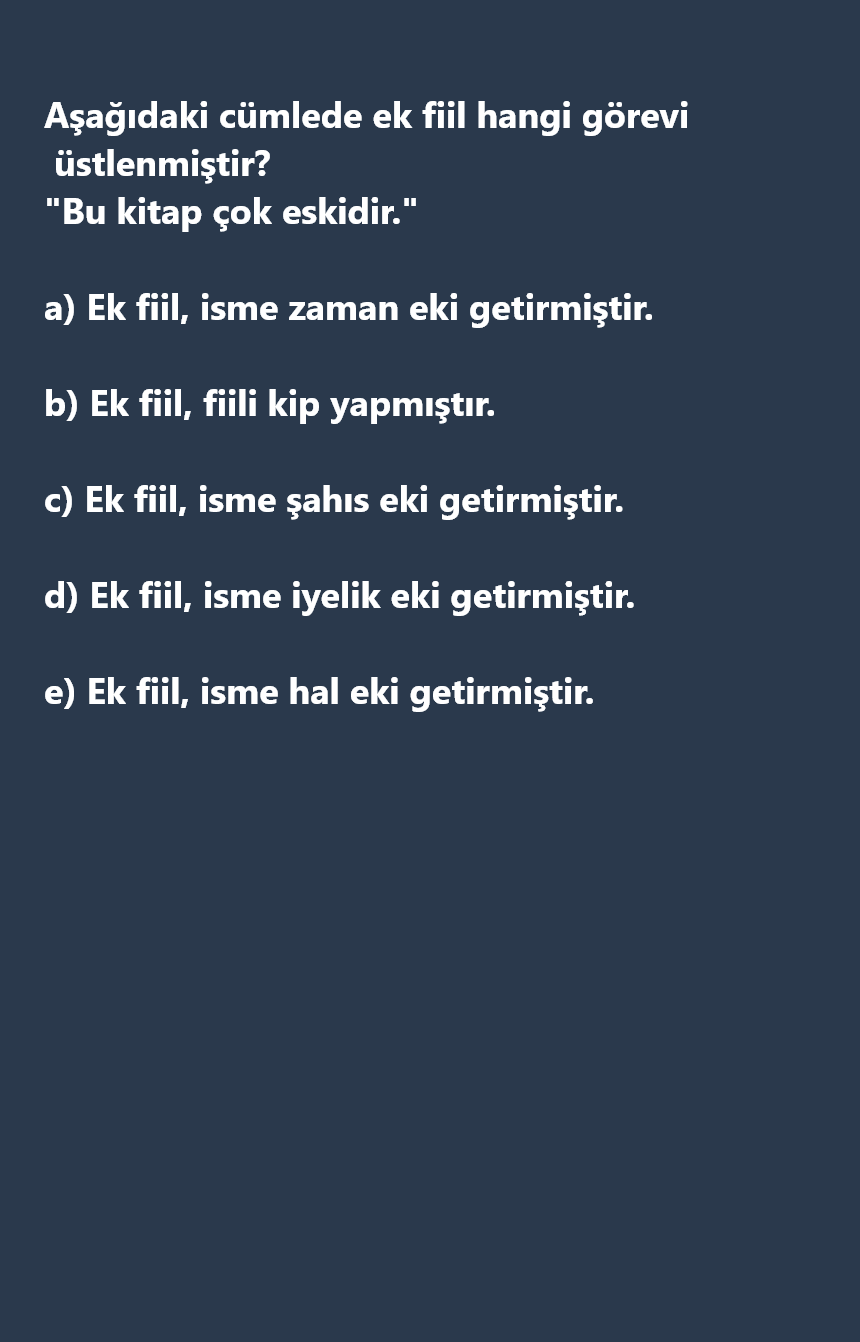 Aşağıdaki cümlede ek fiil hangi görevi
üstlenmiştir?
"Bu kitap çok eskidir."
a) Ek fiil, isme zaman eki getirmiştir.
b) Ek fiil, fiili kip yapmıştır.
c) Ek fiil, isme şahıs eki getirmiştir.
d) Ek fiil, isme iyelik eki getirmiştir.
e) Ek fiil, isme hal eki getirmiştir.